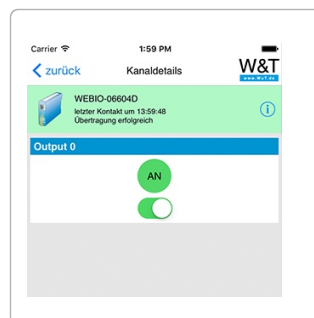 Carrier 1:59 PM
zurück Kanaldetails W&T
www.WuT.de
WEBIO-06604D
letzter Kontakt um 13:59:48
Übertragung erfolgreich
Output 0
AN